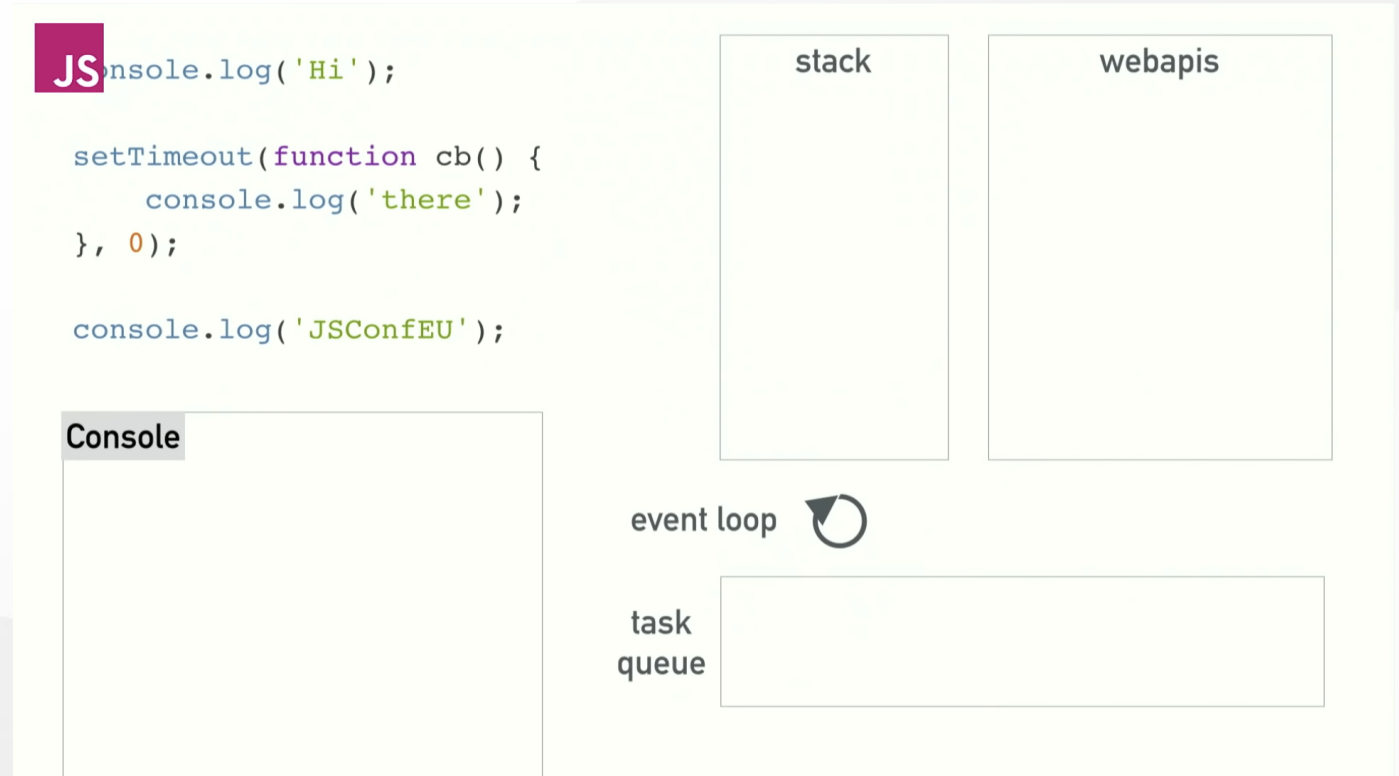 JS
onsole.log('Hi');
setTimeout(function cb() {
    console.log('there');
}, 0);
console.log('JSConfEU');
Console
stack
webapis
event loop
task
queue